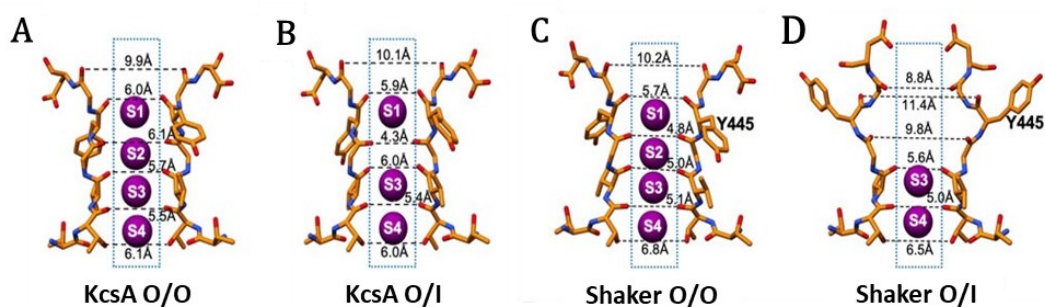 A
9.9Å
6.0Å
S1
6.1Å
S2
5.7Å
S3
5.5Å
S4
6.1Å
KcsA O/O
B
10.1Å
5.9Å
S1
4.3Å
6.0Å
S3
5.4Å
S4
6.0Å
KcsA O/I
C
10.2Å
5.7Å
S1
4.8Å
Y445
S2
5.0Å
S3
5.1Å
S4
6.8Å
Shaker O/O
D
8.8Å
11.4Å
Y445
9.8Å
5.6Å
S3
5.0Å
S4
6.5Å
Shaker O/I